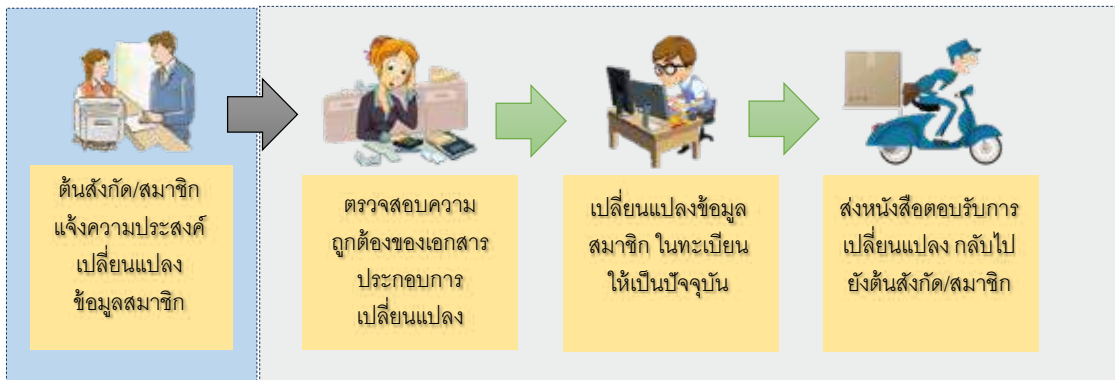 ต้นสังกัด/สมาชิก
แจ้งความประสงค์
เปลี่ยนแปลง
ข้อมูลสมาชิก
ตรวจสอบความ
ถูกต้องของเอกสาร
ประกอบการ
เปลี่ยนแปลง
เปลี่ยนแปลงข้อมูล
สมาชิก ในทะเบียน
ให้เป็นปัจจุบัน
ส่งหนังสือตอบรับการ
เปลี่ยนแปลง กลับไป
ยังต้นสังกัด/สมาชิก